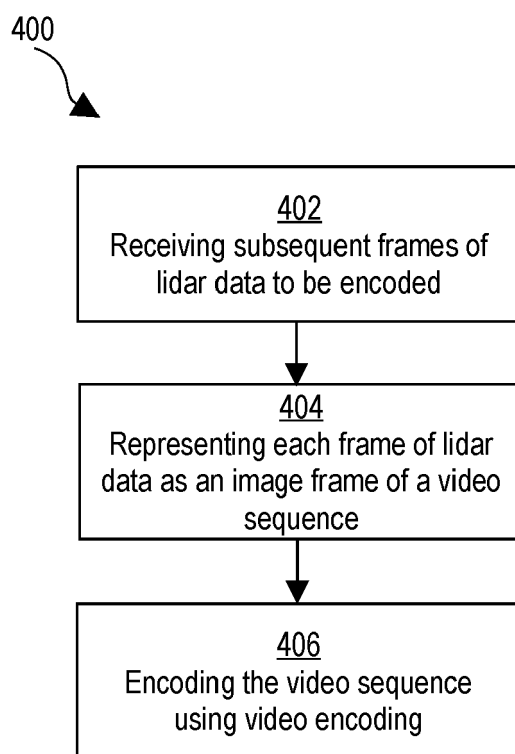 400
402
Receiving subsequent frames of
lidar data to be encoded
404
Representing each frame of lidar
data as an image frame of a video
sequence
406
Encoding the video sequence
using video encoding